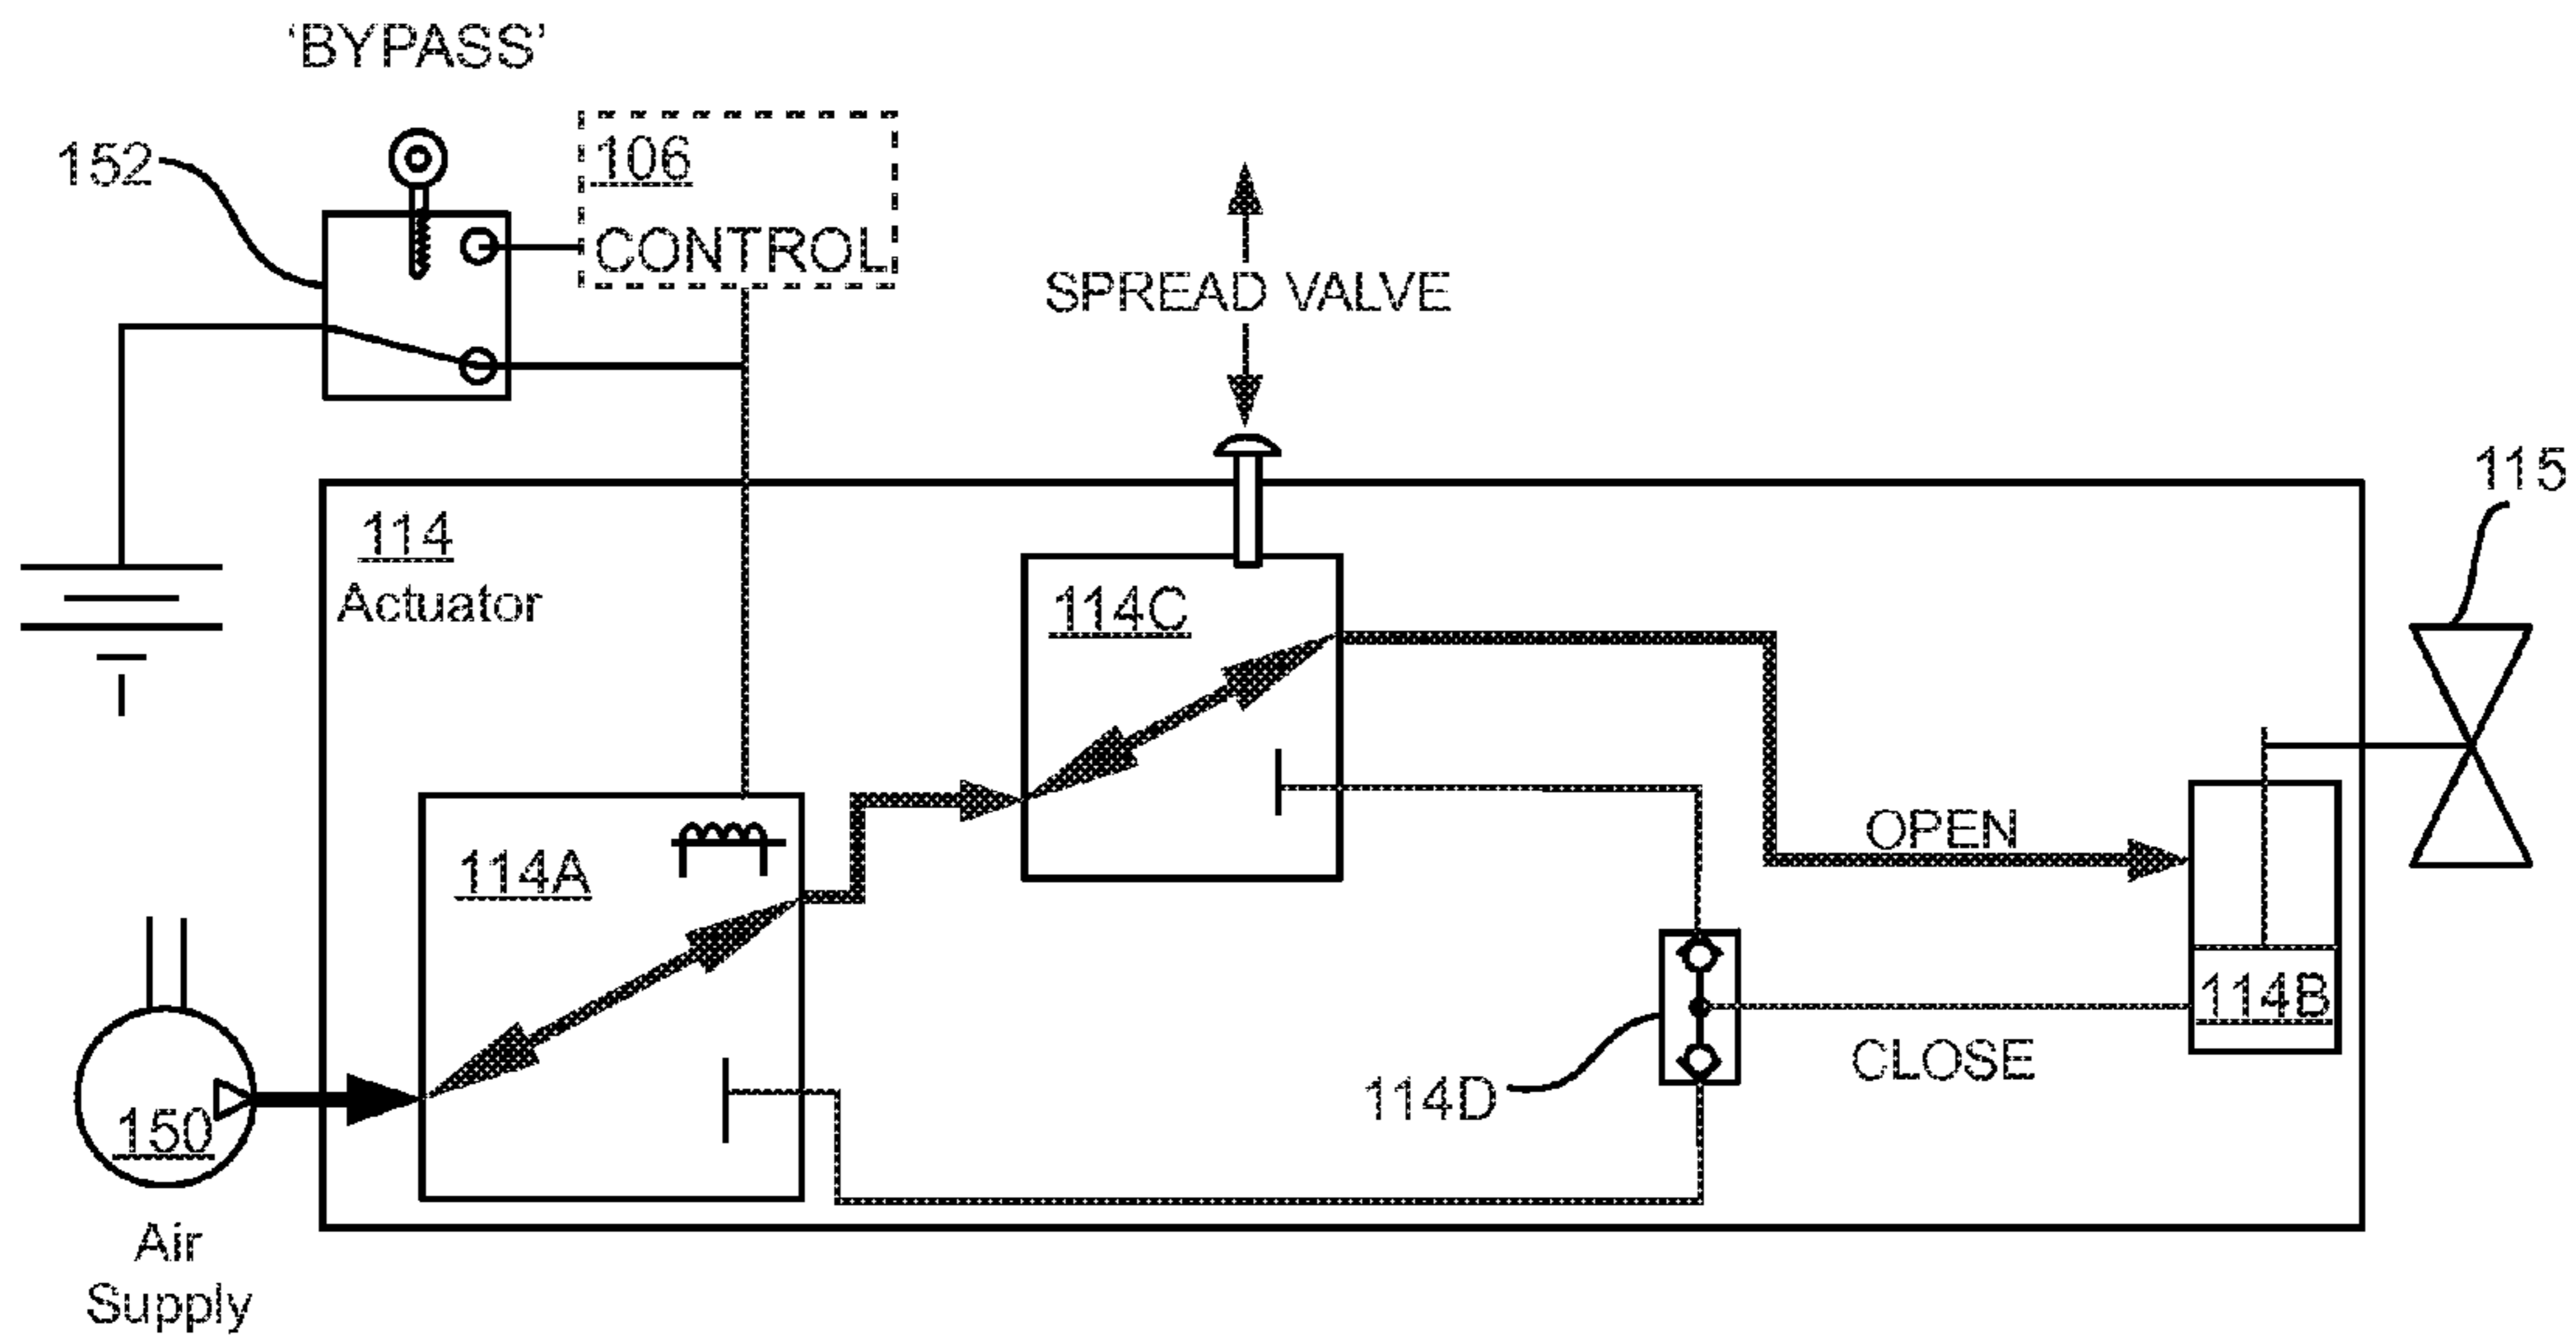 ‘BYPASS’
152
106
CONTROL
SPREAD VALVE
115
114
Actuator
114C
114A
OPEN
114B
CLOSE
114D
150
Air
Supply